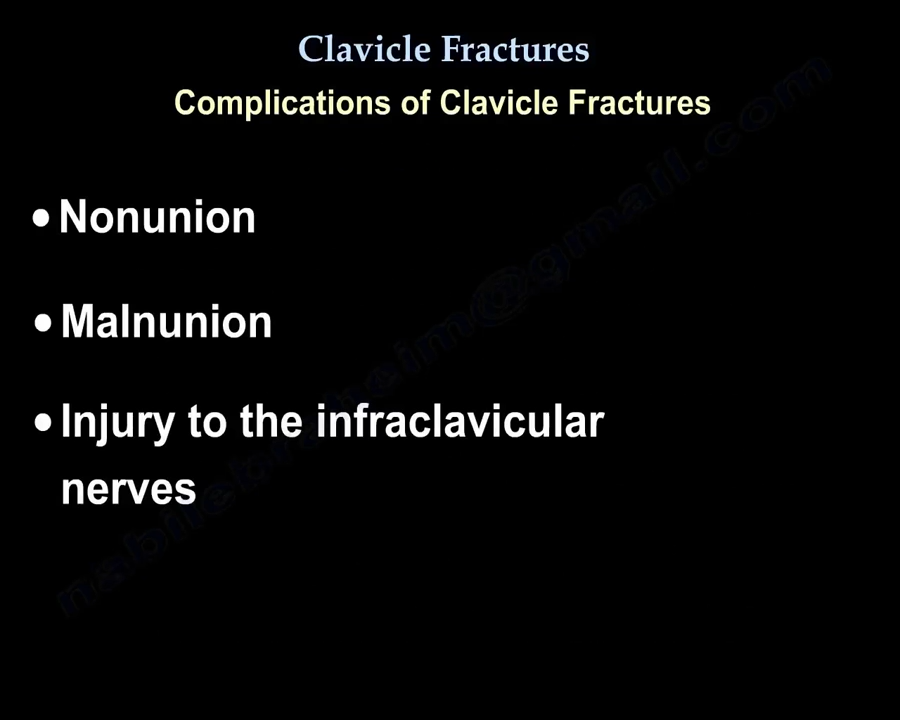 Clavicle Fractures
Complications of Clavicle Fractures
• Nonunion
• Malnunion
• Injury to the infraclavicular
nerves